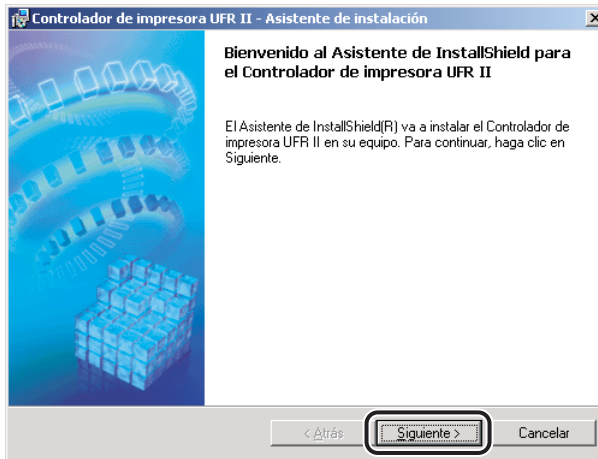 Controlador de impresora UFR II - Asistente de instalación
Bienvenido al Asistente de InstallShield para
el Controlador de impresora UFR II
El Asistente de InstallShield(R) va a instalar el Controlador de
impresora UFR II en su equipo. Para continuar, haga clic en
Siguiente.
< Atrás
Siguiente >
Cancelar